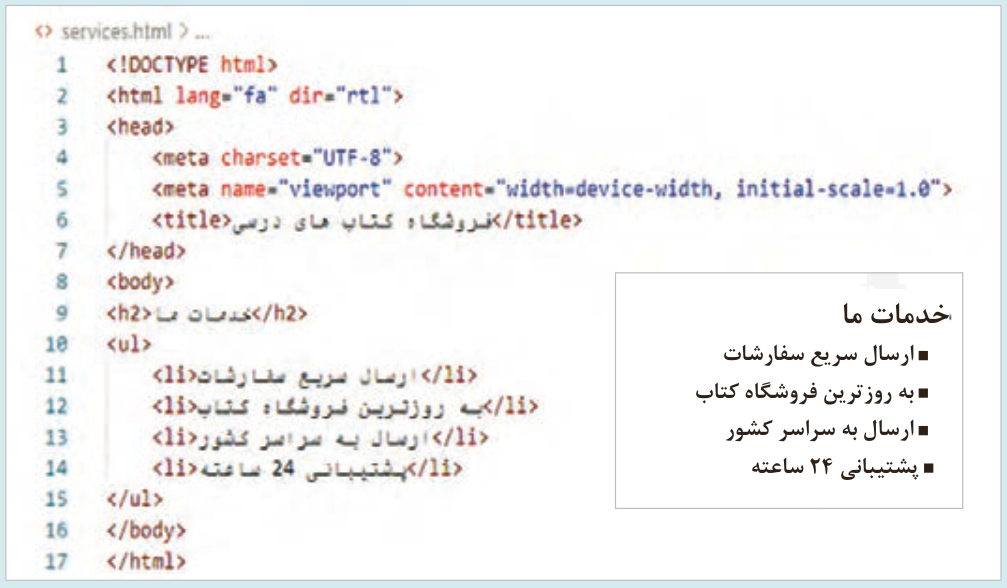 services.html > ...
1 <!DOCTYPE html>
2 <html lang="fa" dir="rtl">
3 <head>
4 <meta charset="UTF-8">
5 <meta name="viewport" content="width=device-width, initial-scale=1.0">
6 <title>فروشگاه کتاب های درسی</title>
7 </head>
8 <body>
9 <h2>خدمات ما</h2>
10 <ul>
11 <li>ارسال سریع سفارشات</li>
12 <li>به روزترین فروشگاه کتاب</li>
13 <li>ارسال به سراسر کشور</li>
14 <li>پشتیبانی 24 ساعته</li>
15 </ul>
16 </body>
17 </html>
خدمات ما
▪ ارسال سریع سفارشات
▪ به روزترین فروشگاه کتاب
▪ ارسال به سراسر کشور
▪ پشتیبانی ۲۴ ساعته